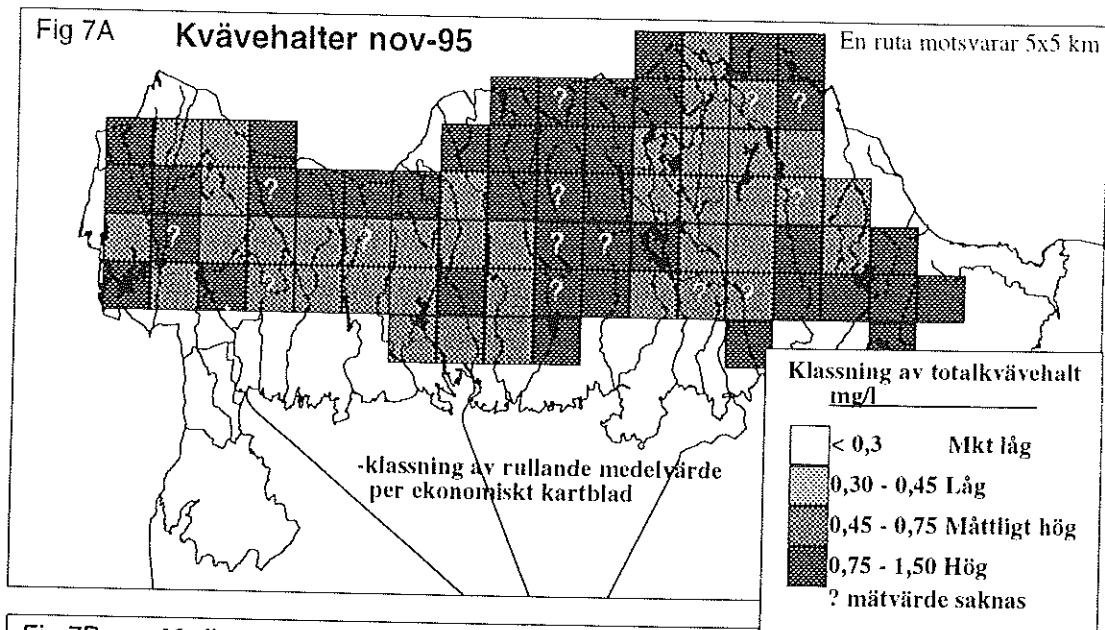 Fig 7A
Kvävehalter nov-95
En ruta motsvarar 5x5 km
? ? ?
?
? ? ?
? ? ? ?
? ? ? ?
-klassning av rullande medelvärde
per ekonomiskt kartblad
Klassning av totalkvävehalt
mg/l
< 0,3 Mkt låg
0,30 - 0,45 Låg
0,45 - 0,75 Måttligt hög
0,75 - 1,50 Hög
? mätvärde saknas
Fig 7B